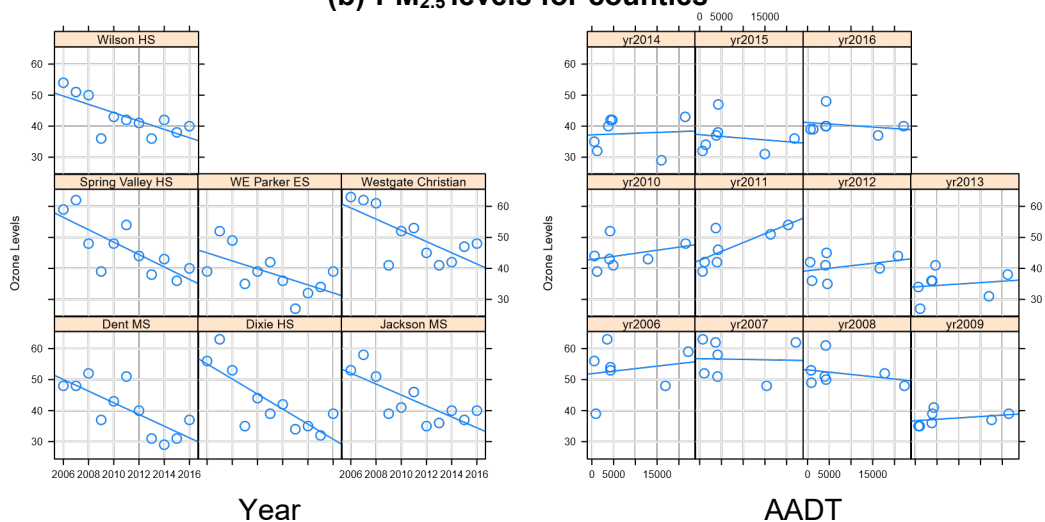 (b) PM2.5 levels for counties
Wilson HS
60
50
40
30
Spring Valley HS WE Parker ES Westgate Christian
60
50
40
30
Dent MS Dixie HS Jackson MS
60
50
40
30
2006 2008 2010 2012 2014 2016 2006 2008 2010 2012 2014 2016
Ozone Levels
Year
0 5000 15000
yr2014 yr2015 yr2016
60
50
40
30
yr2010 yr2011 yr2012 yr2013
60
50
40
30
yr2006 yr2007 yr2008 yr2009
60
50
40
30
0 5000 15000 0 5000 15000
Ozone Levels
AADT